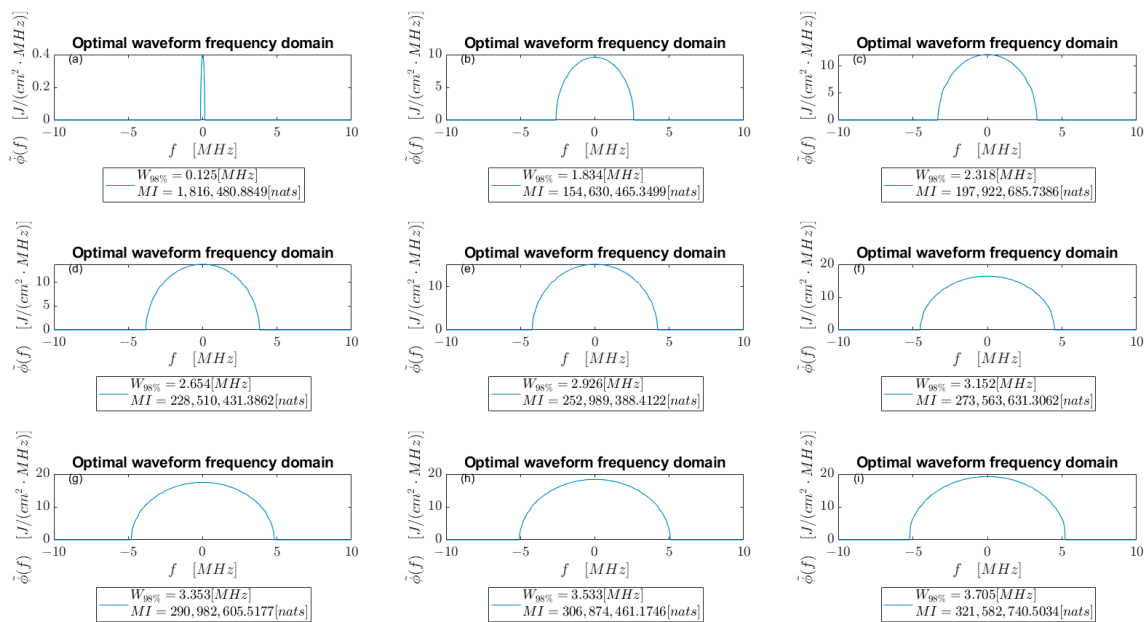 Optimal waveform frequency domain
(a)
φ̃(f) [J/(cm² · MHz)]
0.4
0.2
0
−10 −5 0 5 10
f [MHz]
W98% = 0.125[MHz]
MI = 1,816,480.8849[nats]
Optimal waveform frequency domain
(b)
φ̃(f) [J/(cm² · MHz)]
10
5
0
−10 −5 0 5 10
f [MHz]
W98% = 1.834[MHz]
MI = 154,630,465.3499[nats]
Optimal waveform frequency domain
(c)
φ̃(f) [J/(cm² · MHz)]
10
5
0
−10 −5 0 5 10
f [MHz]
W98% = 2.318[MHz]
MI = 197,922,685.7386[nats]
Optimal waveform frequency domain
(d)
φ̃(f) [J/(cm² · MHz)]
10
5
0
−10 −5 0 5 10
f [MHz]
W98% = 2.654[MHz]
MI = 228,510,431.3862[nats]
Optimal waveform frequency domain
(e)
φ̃(f) [J/(cm² · MHz)]
15
10
5
0
−10 −5 0 5 10
f [MHz]
W98% = 2.926[MHz]
MI = 252,989,388.4122[nats]
Optimal waveform frequency domain
(f)
φ̃(f) [J/(cm² · MHz)]
20
10
0
−10 −5 0 5 10
f [MHz]
W98% = 3.152[MHz]
MI = 273,563,631.3062[nats]
Optimal waveform frequency domain
(g)
φ̃(f) [J/(cm² · MHz)]
20
10
0
−10 −5 0 5 10
f [MHz]
W98% = 3.353[MHz]
MI = 290,982,605.5177[nats]
Optimal waveform frequency domain
(h)
φ̃(f) [J/(cm² · MHz)]
20
10
0
−10 −5 0 5 10
f [MHz]
W98% = 3.533[MHz]
MI = 306,874,461.1746[nats]
Optimal waveform frequency domain
(i)
φ̃(f) [J/(cm² · MHz)]
20
10
0
−10 −5 0 5 10
f [MHz]
W98% = 3.705[MHz]
MI = 321,582,740.5034[nats]